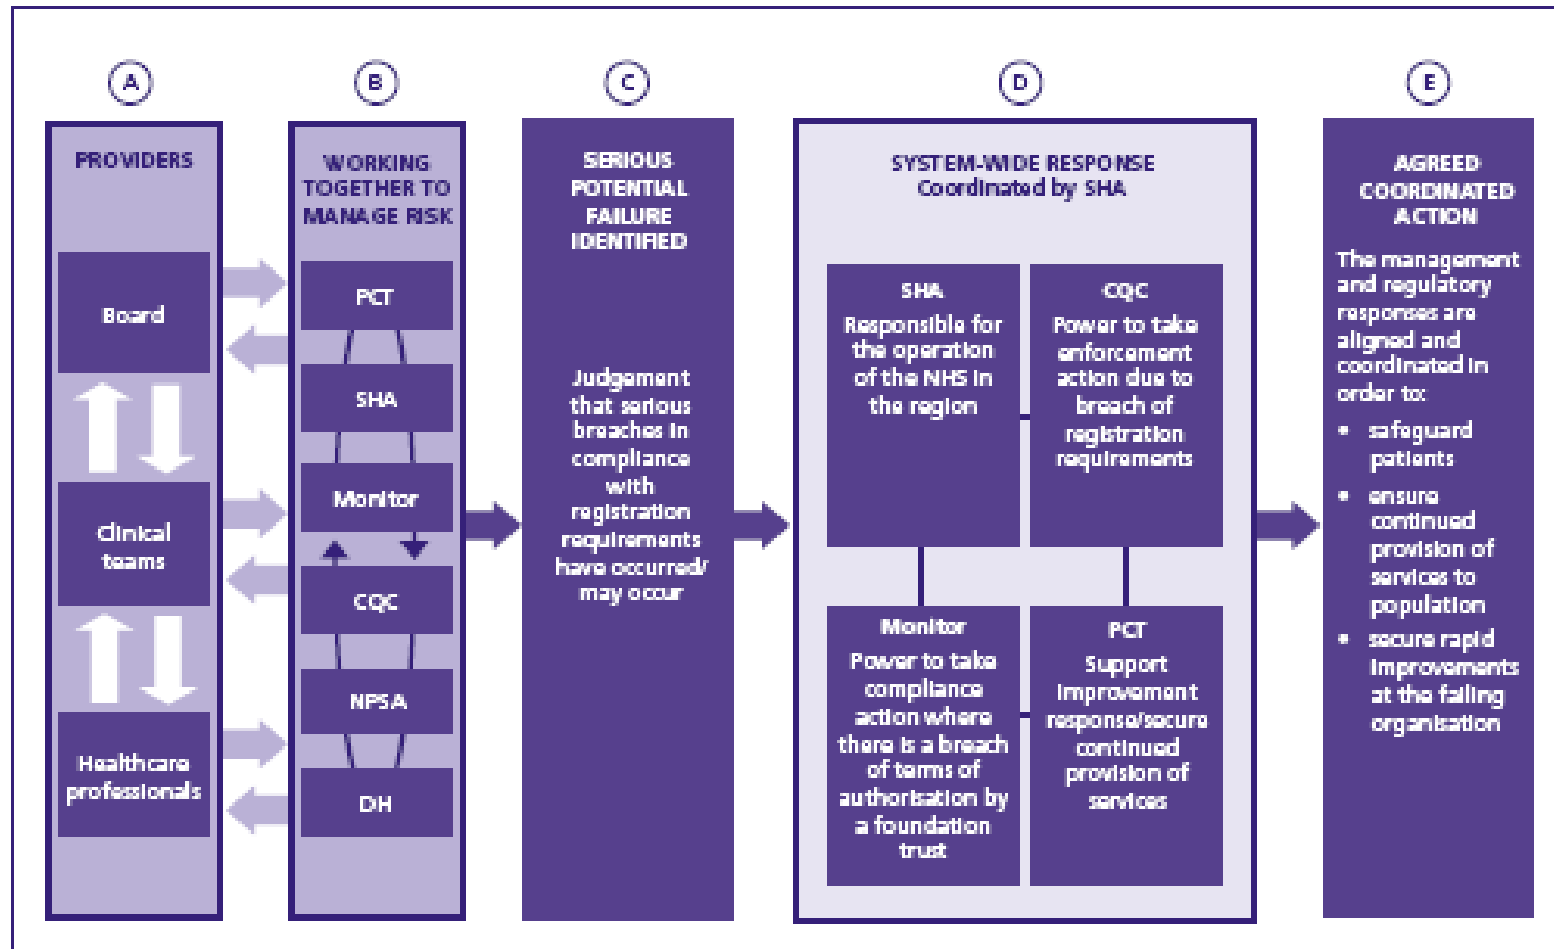 A
B
C
D
E
PROVIDERS
Board
Clinical
teams
Healthcare
professionals
WORKING
TOGETHER TO
MANAGE RISK
PCT
SHA
Monitor
CQC
NPSA
DH
SERIOUS
POTENTIAL
FAILURE
IDENTIFIED
Judgement
that serious
breaches in
compliance
with
registration
requirements
have occurred/
may occur
SYSTEM-WIDE RESPONSE
Coordinated by SHA
SHA
Responsible for
the operation
of the NHS in
the region
CQC
Power to take
enforcement
action due to
breach of
registration
requirements
Monitor
Power to take
compliance
action where
there is a breach
of terms of
authorisation by
a foundation
trust
PCT
Support
improvement
response/secure
continued
provision of
services
AGREED
COORDINATED
ACTION
The management
and regulatory
responses are
aligned and
coordinated in
order to:
• safeguard
patients
• ensure
continued
provision of
services to
population
• secure rapid
improvements
at the failing
organisation